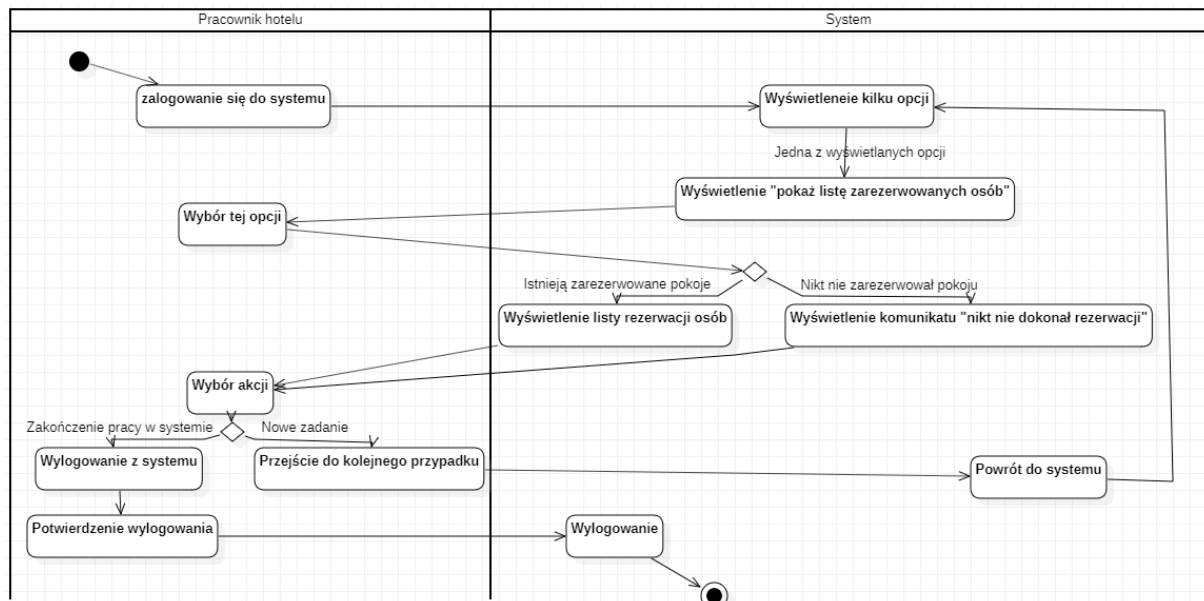 Pracownik hotelu
System
zalogowanie się do systemu
Wyświetleneie kilku opcji
Jedna z wyświetlanych opcji
Wyświetlenie "pokaż listę zarezerwowanych osób"
Wybór tej opcji
Istnieją zarezerwowane pokoje
Nikt nie zarezerwował pokoju
Wyświetlenie listy rezerwacji osób
Wyświetlenie komunikatu "nikt nie dokonał rezerwacji"
Wybór akcji
Zakończenie pracy w systemie
Nowe zadanie
Wylogowanie z systemu
Przejście do kolejnego przypadku
Powrót do systemu
Potwierdzenie wylogowania
Wylogowanie